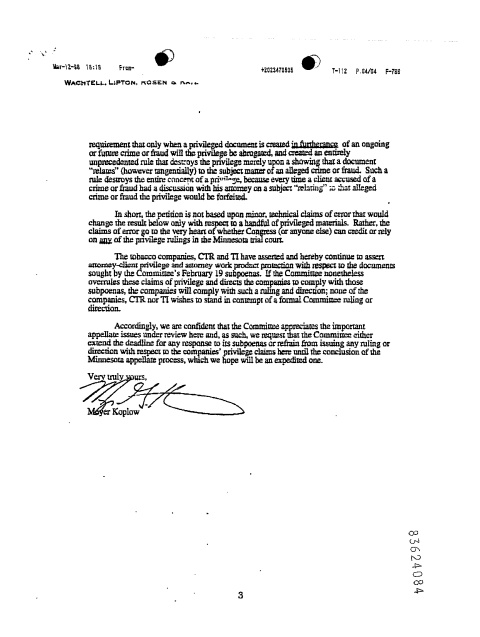 Mar-12-98 15:15 From- +2023470505 T-112 P.04/04 F-786
WACHTELL, LIPTON, ROSEN &
requirement that only when a privileged document is created in furtherance of an ongoing
or future crime or fraud will the privilege be abrogated, and created an entirely
unprecedented rule that destroys the privilege merely upon a showing that a document
"relates" (however tangentially) to the subject matter of an alleged crime or fraud. Such a
rule destroys the entire concept of a privilege, because every time a client accused of a
crime or fraud had a discussion with his attorney on a subject "relating" to that alleged
crime or fraud the privilege would be forfeited.
In short, the petition is not based upon minor, technical claims of error that would
change the result below only with respect to a handful of privileged materials. Rather, the
claims of error go to the very heart of whether Congress (or anyone else) can credit or rely
on any of the privilege rulings in the Minnesota trial court.
The tobacco companies, CTR and TI have asserted and hereby continue to assert
attorney-client privilege and attorney work product protection with respect to the documents
sought by the Committee's February 19 subpoenas. If the Committee nonetheless
overrules these claims of privilege and directs the companies to comply with those
subpoenas, the companies will comply with such a ruling and direction; none of the
companies, CTR nor TI wishes to stand in contempt of a formal Committee ruling or
direction.
Accordingly, we are confident that the Committee appreciates the important
appellate issues under review here and, as such, we request that the Committee either
extend the deadline for any response to its subpoenas or refrain from issuing any ruling or
direction with respect to the companies' privilege claims here until the conclusion of the
Minnesota appellate process, which we hope will be an expedited one.
Very truly yours,
Meyer Koplow
83624084
3